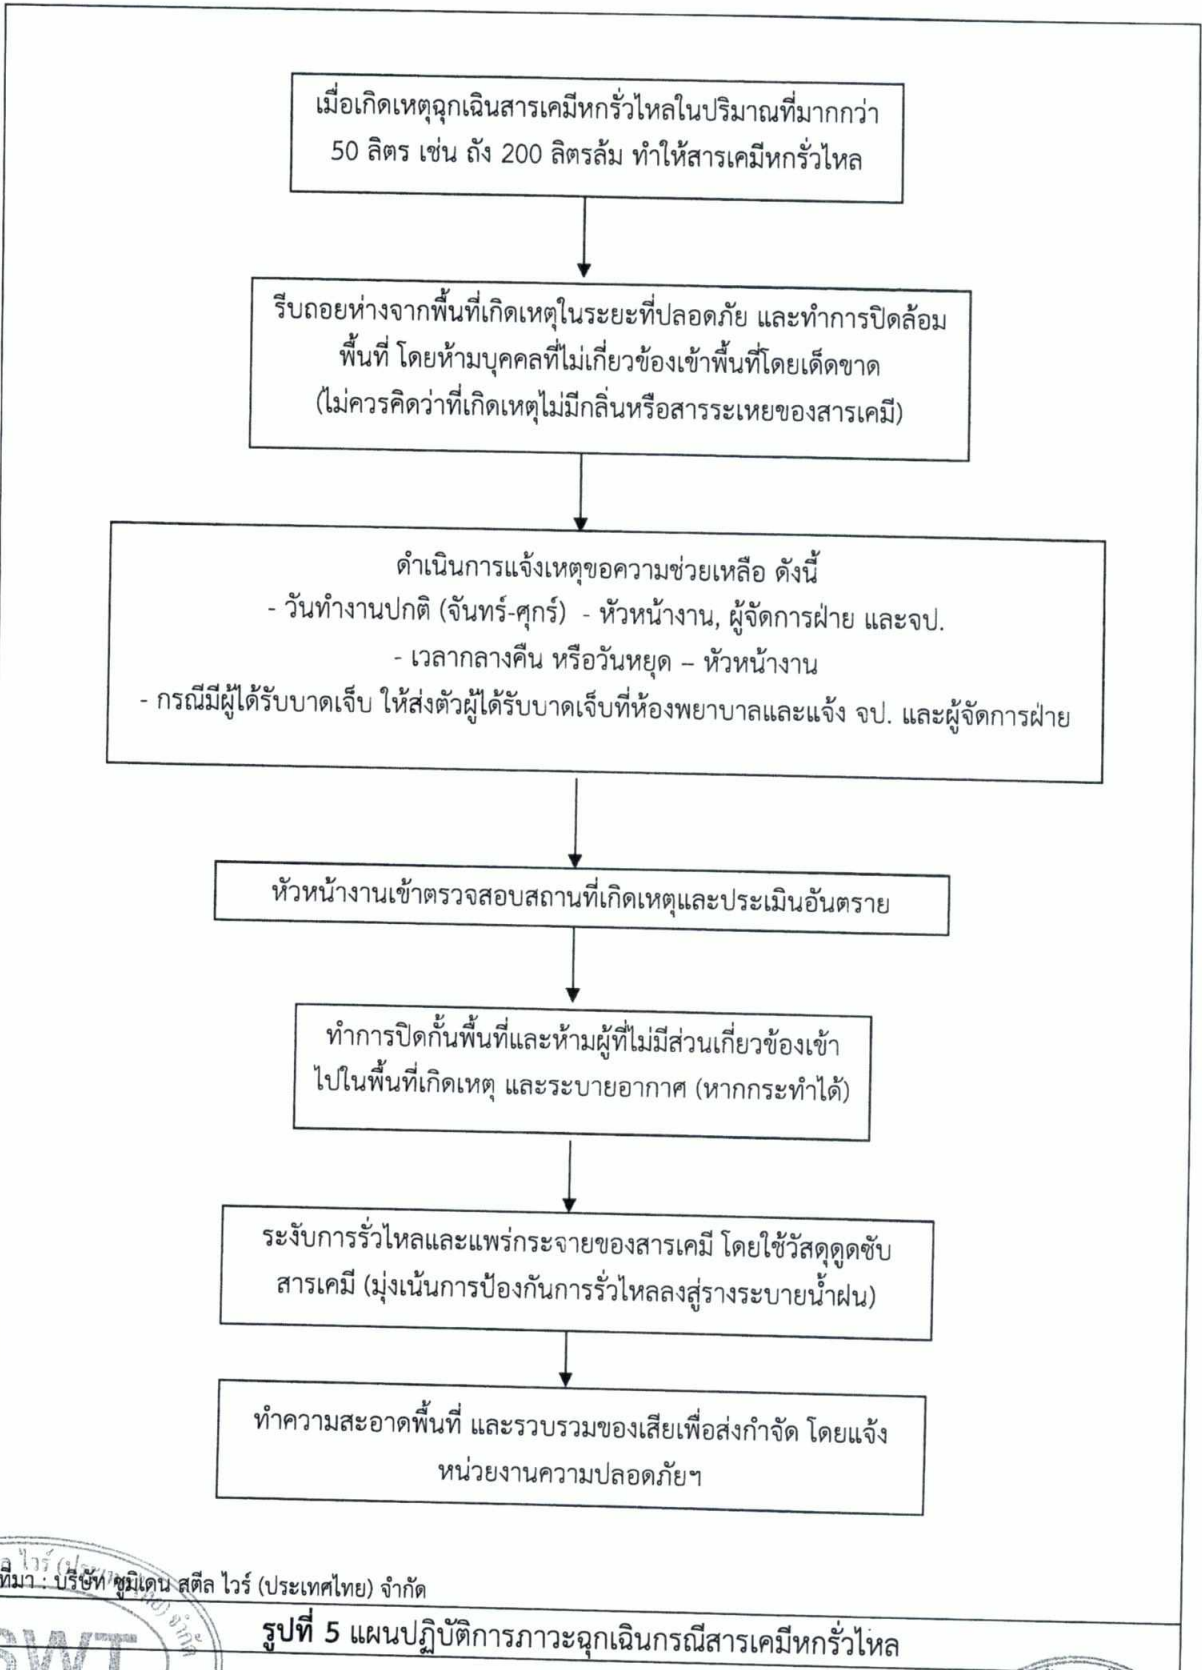 เมื่อเกิดเหตุฉุกเฉินสารเคมีหกรั่วไหลในปริมาณที่มากกว่า
50 ลิตร เช่น ถัง 200 ลิตรล้ม ทำให้สารเคมีหกรั่วไหล
รีบถอยห่างจากพื้นที่เกิดเหตุในระยะที่ปลอดภัย และทำการปิดล้อม
พื้นที่ โดยห้ามบุคคลที่ไม่เกี่ยวข้องเข้าพื้นที่โดยเด็ดขาด
(ไม่ควรคิดว่าที่เกิดเหตุไม่มีกลิ่นหรือสารระเหยของสารเคมี)
ดำเนินการแจ้งเหตุขอความช่วยเหลือ ดังนี้
- วันทำงานปกติ (จันทร์-ศุกร์) - หัวหน้างาน, ผู้จัดการฝ่าย และจป.
- เวลากลางคืน หรือวันหยุด – หัวหน้างาน
- กรณีมีผู้ได้รับบาดเจ็บ ให้ส่งตัวผู้ได้รับบาดเจ็บที่ห้องพยาบาลและแจ้ง จป. และผู้จัดการฝ่าย
หัวหน้างานเข้าตรวจสอบสถานที่เกิดเหตุและประเมินอันตราย
ทำการปิดกั้นพื้นที่และห้ามผู้ที่ไม่มีส่วนเกี่ยวข้องเข้า
ไปในพื้นที่เกิดเหตุ และระบายอากาศ (หากกระทำได้)
ระงับการรั่วไหลและแพร่กระจายของสารเคมี โดยใช้วัสดุดูดซับ
สารเคมี (มุ่งเน้นการป้องกันการรั่วไหลลงสู่รางระบายน้ำฝน)
ทำความสะอาดพื้นที่ และรวบรวมของเสียเพื่อส่งกำจัด โดยแจ้ง
หน่วยงานความปลอดภัยฯ
ที่มา : บริษัท ซูมิเดน สตีล ไวร์ (ประเทศไทย) จำกัด
รูปที่ 5 แผนปฏิบัติการภาวะฉุกเฉินกรณีสารเคมีหกรั่วไหล